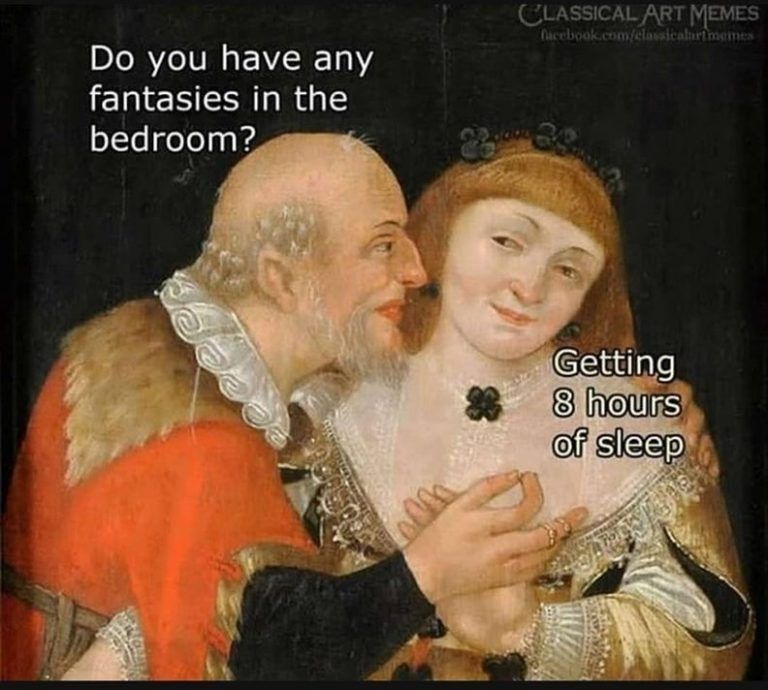 CLASSICAL ART MEMES
facebook.com/classicalartmemes
Do you have any
fantasies in the
bedroom?
Getting
8 hours
of sleep